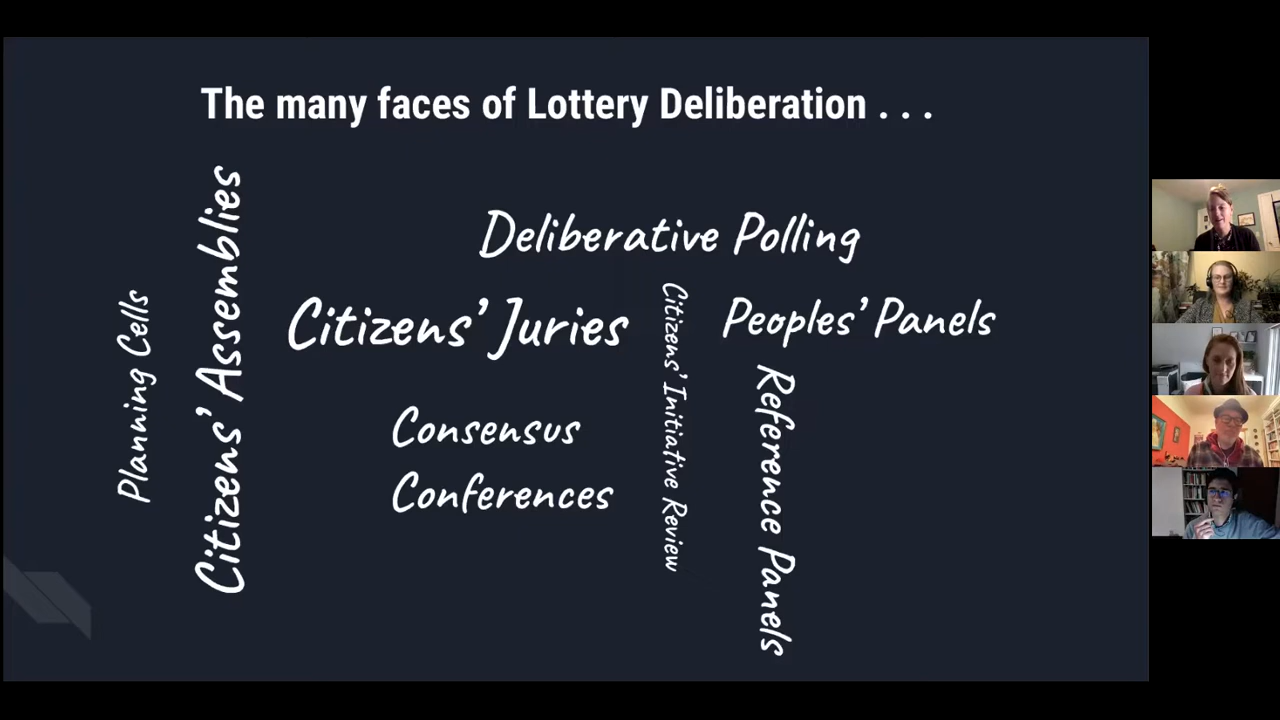 The many faces of Lottery Deliberation . . .
Planning Cells
Citizens' Assemblies
Deliberative Polling
Citizens' Juries
Consensus
Conferences
Citizens' Initiative Review
Peoples' Panels
Reference Panels